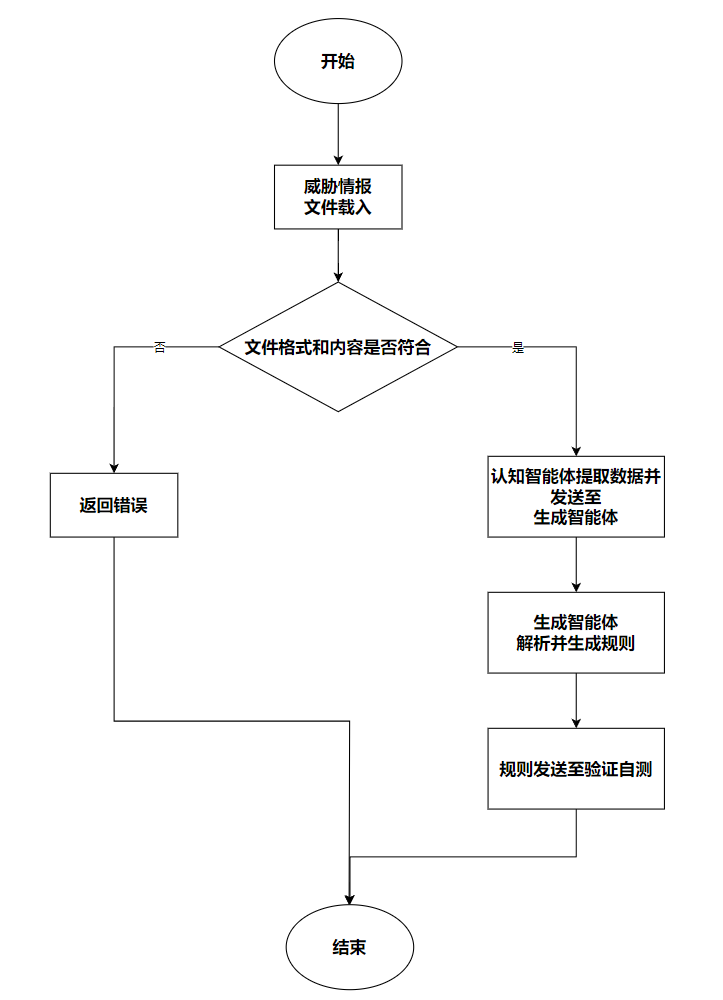 开始
威胁情报
文件载入
文件格式和内容是否符合
否
是
返回错误
认知智能体提取数据并
发送至
生成智能体
生成智能体
解析并生成规则
规则发送至验证自测
结束